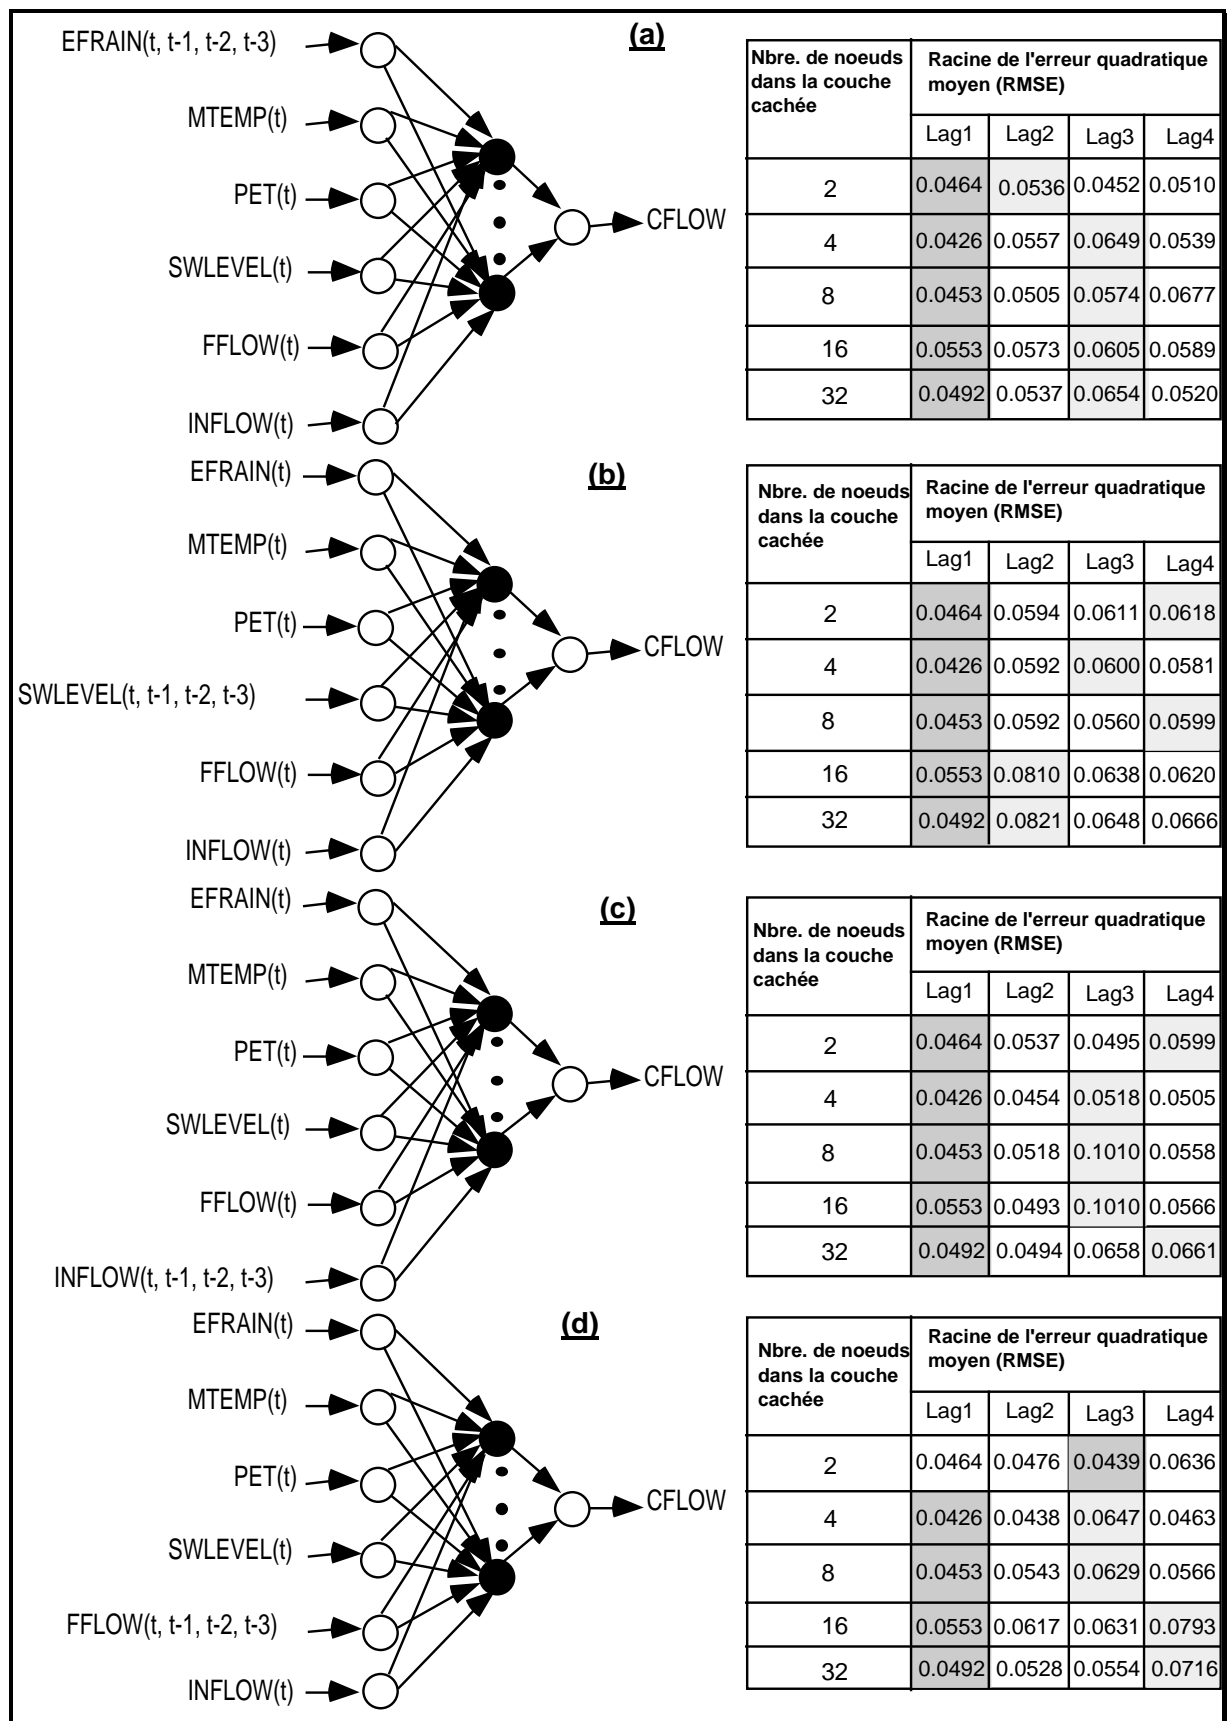 (a)
EFRAIN(t, t-1, t-2, t-3)
MTEMP(t)
PET(t)
SWLEVEL(t)
FFLOW(t)
INFLOW(t)
CFLOW
Nbre. de noeuds
dans la couche
cachée
Racine de l'erreur quadratique
moyen (RMSE)
Lag1 Lag2 Lag3 Lag4
2 0.0464 0.0536 0.0452 0.0510
4 0.0426 0.0557 0.0649 0.0539
8 0.0453 0.0505 0.0574 0.0677
16 0.0553 0.0573 0.0605 0.0589
32 0.0492 0.0537 0.0654 0.0520
(b)
EFRAIN(t)
MTEMP(t)
PET(t)
SWLEVEL(t, t-1, t-2, t-3)
FFLOW(t)
INFLOW(t)
CFLOW
Nbre. de noeuds
dans la couche
cachée
Racine de l'erreur quadratique
moyen (RMSE)
Lag1 Lag2 Lag3 Lag4
2 0.0464 0.0594 0.0611 0.0618
4 0.0426 0.0592 0.0600 0.0581
8 0.0453 0.0592 0.0560 0.0599
16 0.0553 0.0810 0.0638 0.0620
32 0.0492 0.0821 0.0648 0.0666
(c)
EFRAIN(t)
MTEMP(t)
PET(t)
SWLEVEL(t)
FFLOW(t)
INFLOW(t, t-1, t-2, t-3)
CFLOW
Nbre. de noeuds
dans la couche
cachée
Racine de l'erreur quadratique
moyen (RMSE)
Lag1 Lag2 Lag3 Lag4
2 0.0464 0.0537 0.0495 0.0599
4 0.0426 0.0454 0.0518 0.0505
8 0.0453 0.0518 0.1010 0.0558
16 0.0553 0.0493 0.1010 0.0566
32 0.0492 0.0494 0.0658 0.0661
(d)
EFRAIN(t)
MTEMP(t)
PET(t)
SWLEVEL(t)
FFLOW(t, t-1, t-2, t-3)
INFLOW(t)
CFLOW
Nbre. de noeuds
dans la couche
cachée
Racine de l'erreur quadratique
moyen (RMSE)
Lag1 Lag2 Lag3 Lag4
2 0.0464 0.0476 0.0439 0.0636
4 0.0426 0.0438 0.0647 0.0463
8 0.0453 0.0543 0.0629 0.0566
16 0.0553 0.0617 0.0631 0.0793
32 0.0492 0.0528 0.0554 0.0716